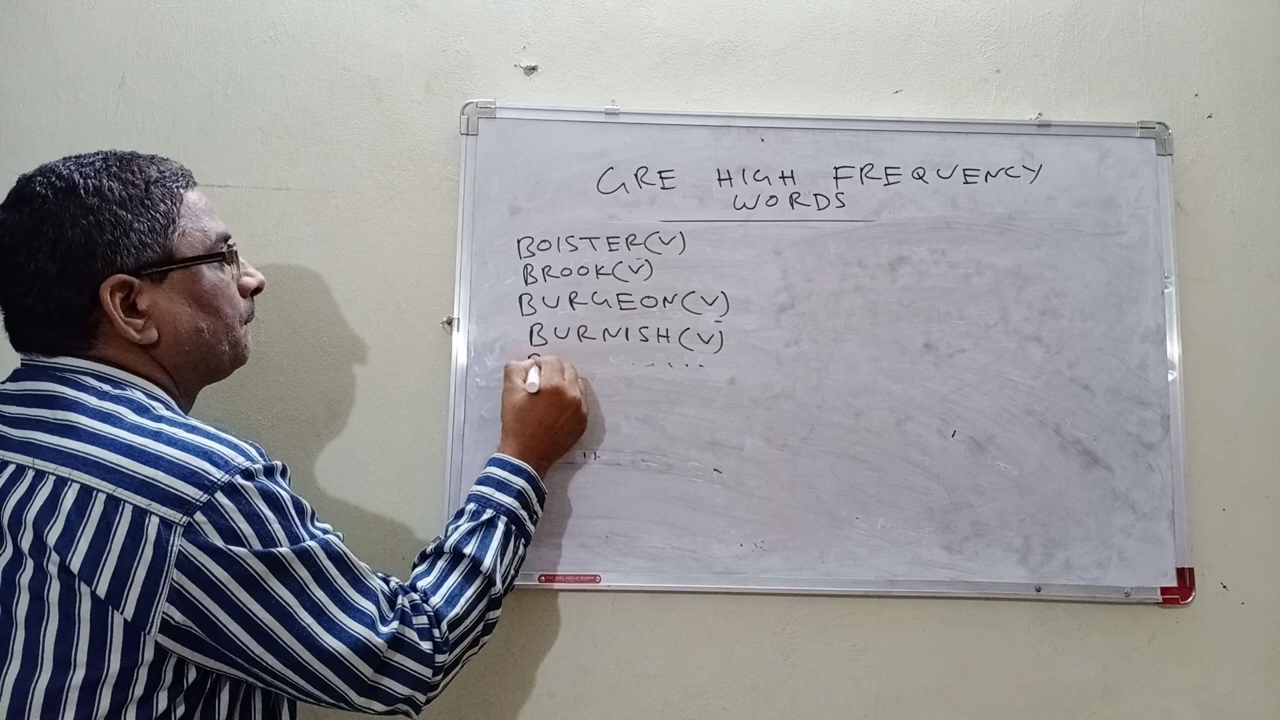 GRE HIGH FREQUENCY
WORDS
BOISTER(V)
BROOK(V)
BURGEON(V)
BURNISH(V)